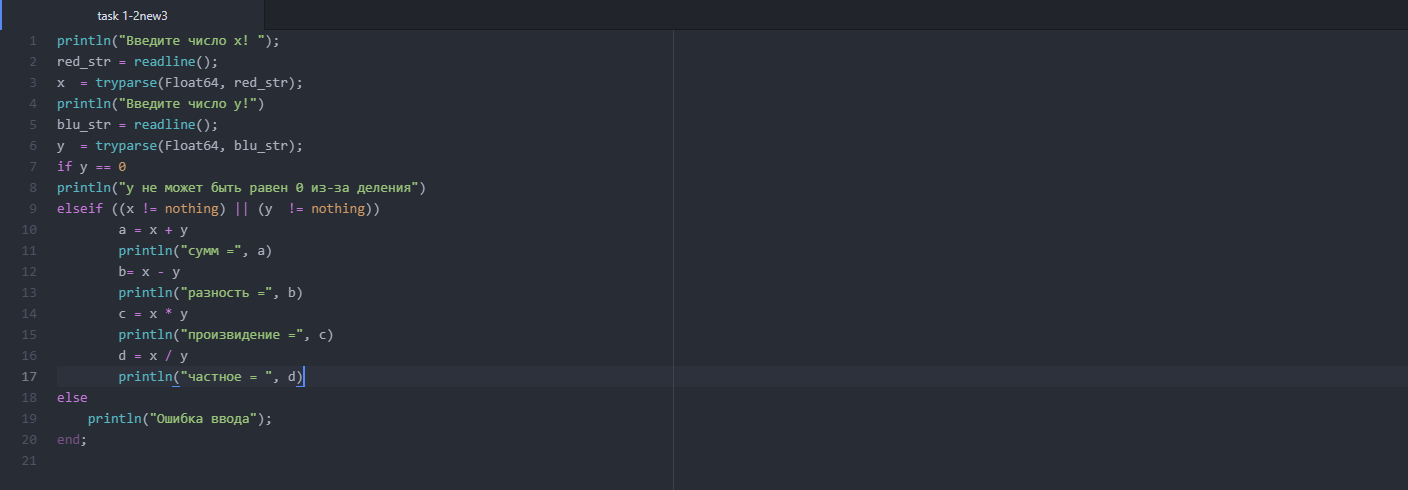 task 1-2new3
1 println("Введите число x! ");
2 red_str = readline();
3 x  = tryparse(Float64, red_str);
4 println("Введите число y!")
5 blu_str = readline();
6 y  = tryparse(Float64, blu_str);
7 if y == 0
8 println("y не может быть равен 0 из-за деления")
9 elseif ((x != nothing) || (y  != nothing))
10         a = x + y
11         println("сумм =", a)
12         b= x - y
13         println("разность =", b)
14         c = x * y
15         println("произвидение =", c)
16         d = x / y
17         println("частное = ", d)
18 else
19     println("Ошибка ввода");
20 end;
21